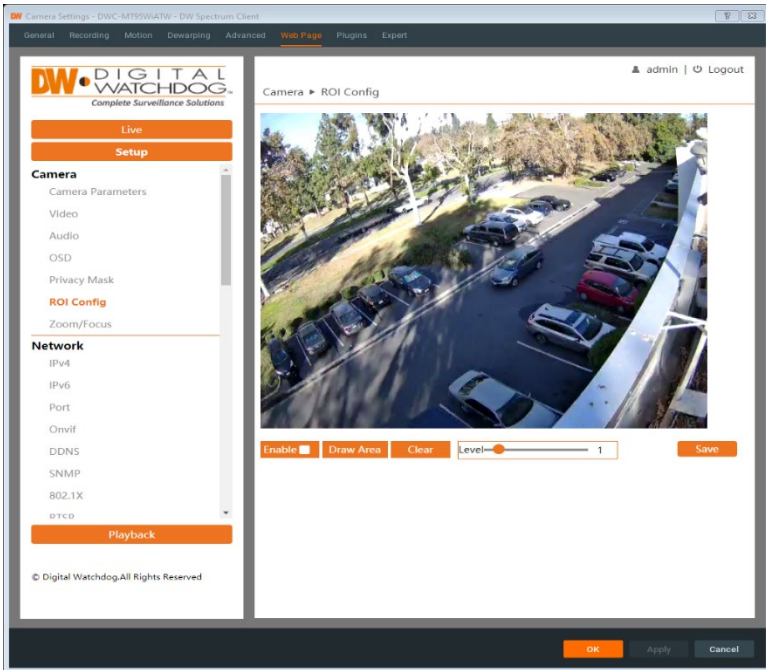 DW Camera Settings - DWC-MT95WiATW - DW Spectrum Client
General Recording Motion Dewarping Advanced Web Page Plugins Expert
DW DIGITAL WATCHDOG
Complete Surveillance Solutions
Live
Setup
Camera
Camera Parameters
Video
Audio
OSD
Privacy Mask
ROI Config
Zoom/Focus
Network
IPv4
IPv6
Port
Onvif
DDNS
SNMP
802.1X
RTCP
Playback
© Digital Watchdog.All Rights Reserved
admin | Logout
Camera ▸ ROI Config
Enable Draw Area Clear Level 1 Save
OK Apply Cancel